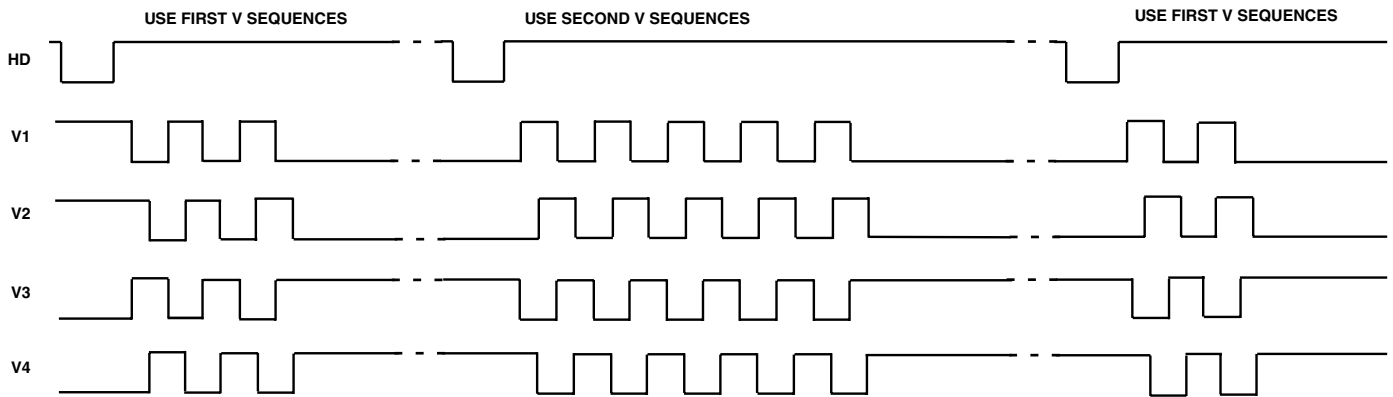 USE FIRST V SEQUENCES
USE SECOND V SEQUENCES
USE FIRST V SEQUENCES
HD
V1
V2
V3
V4